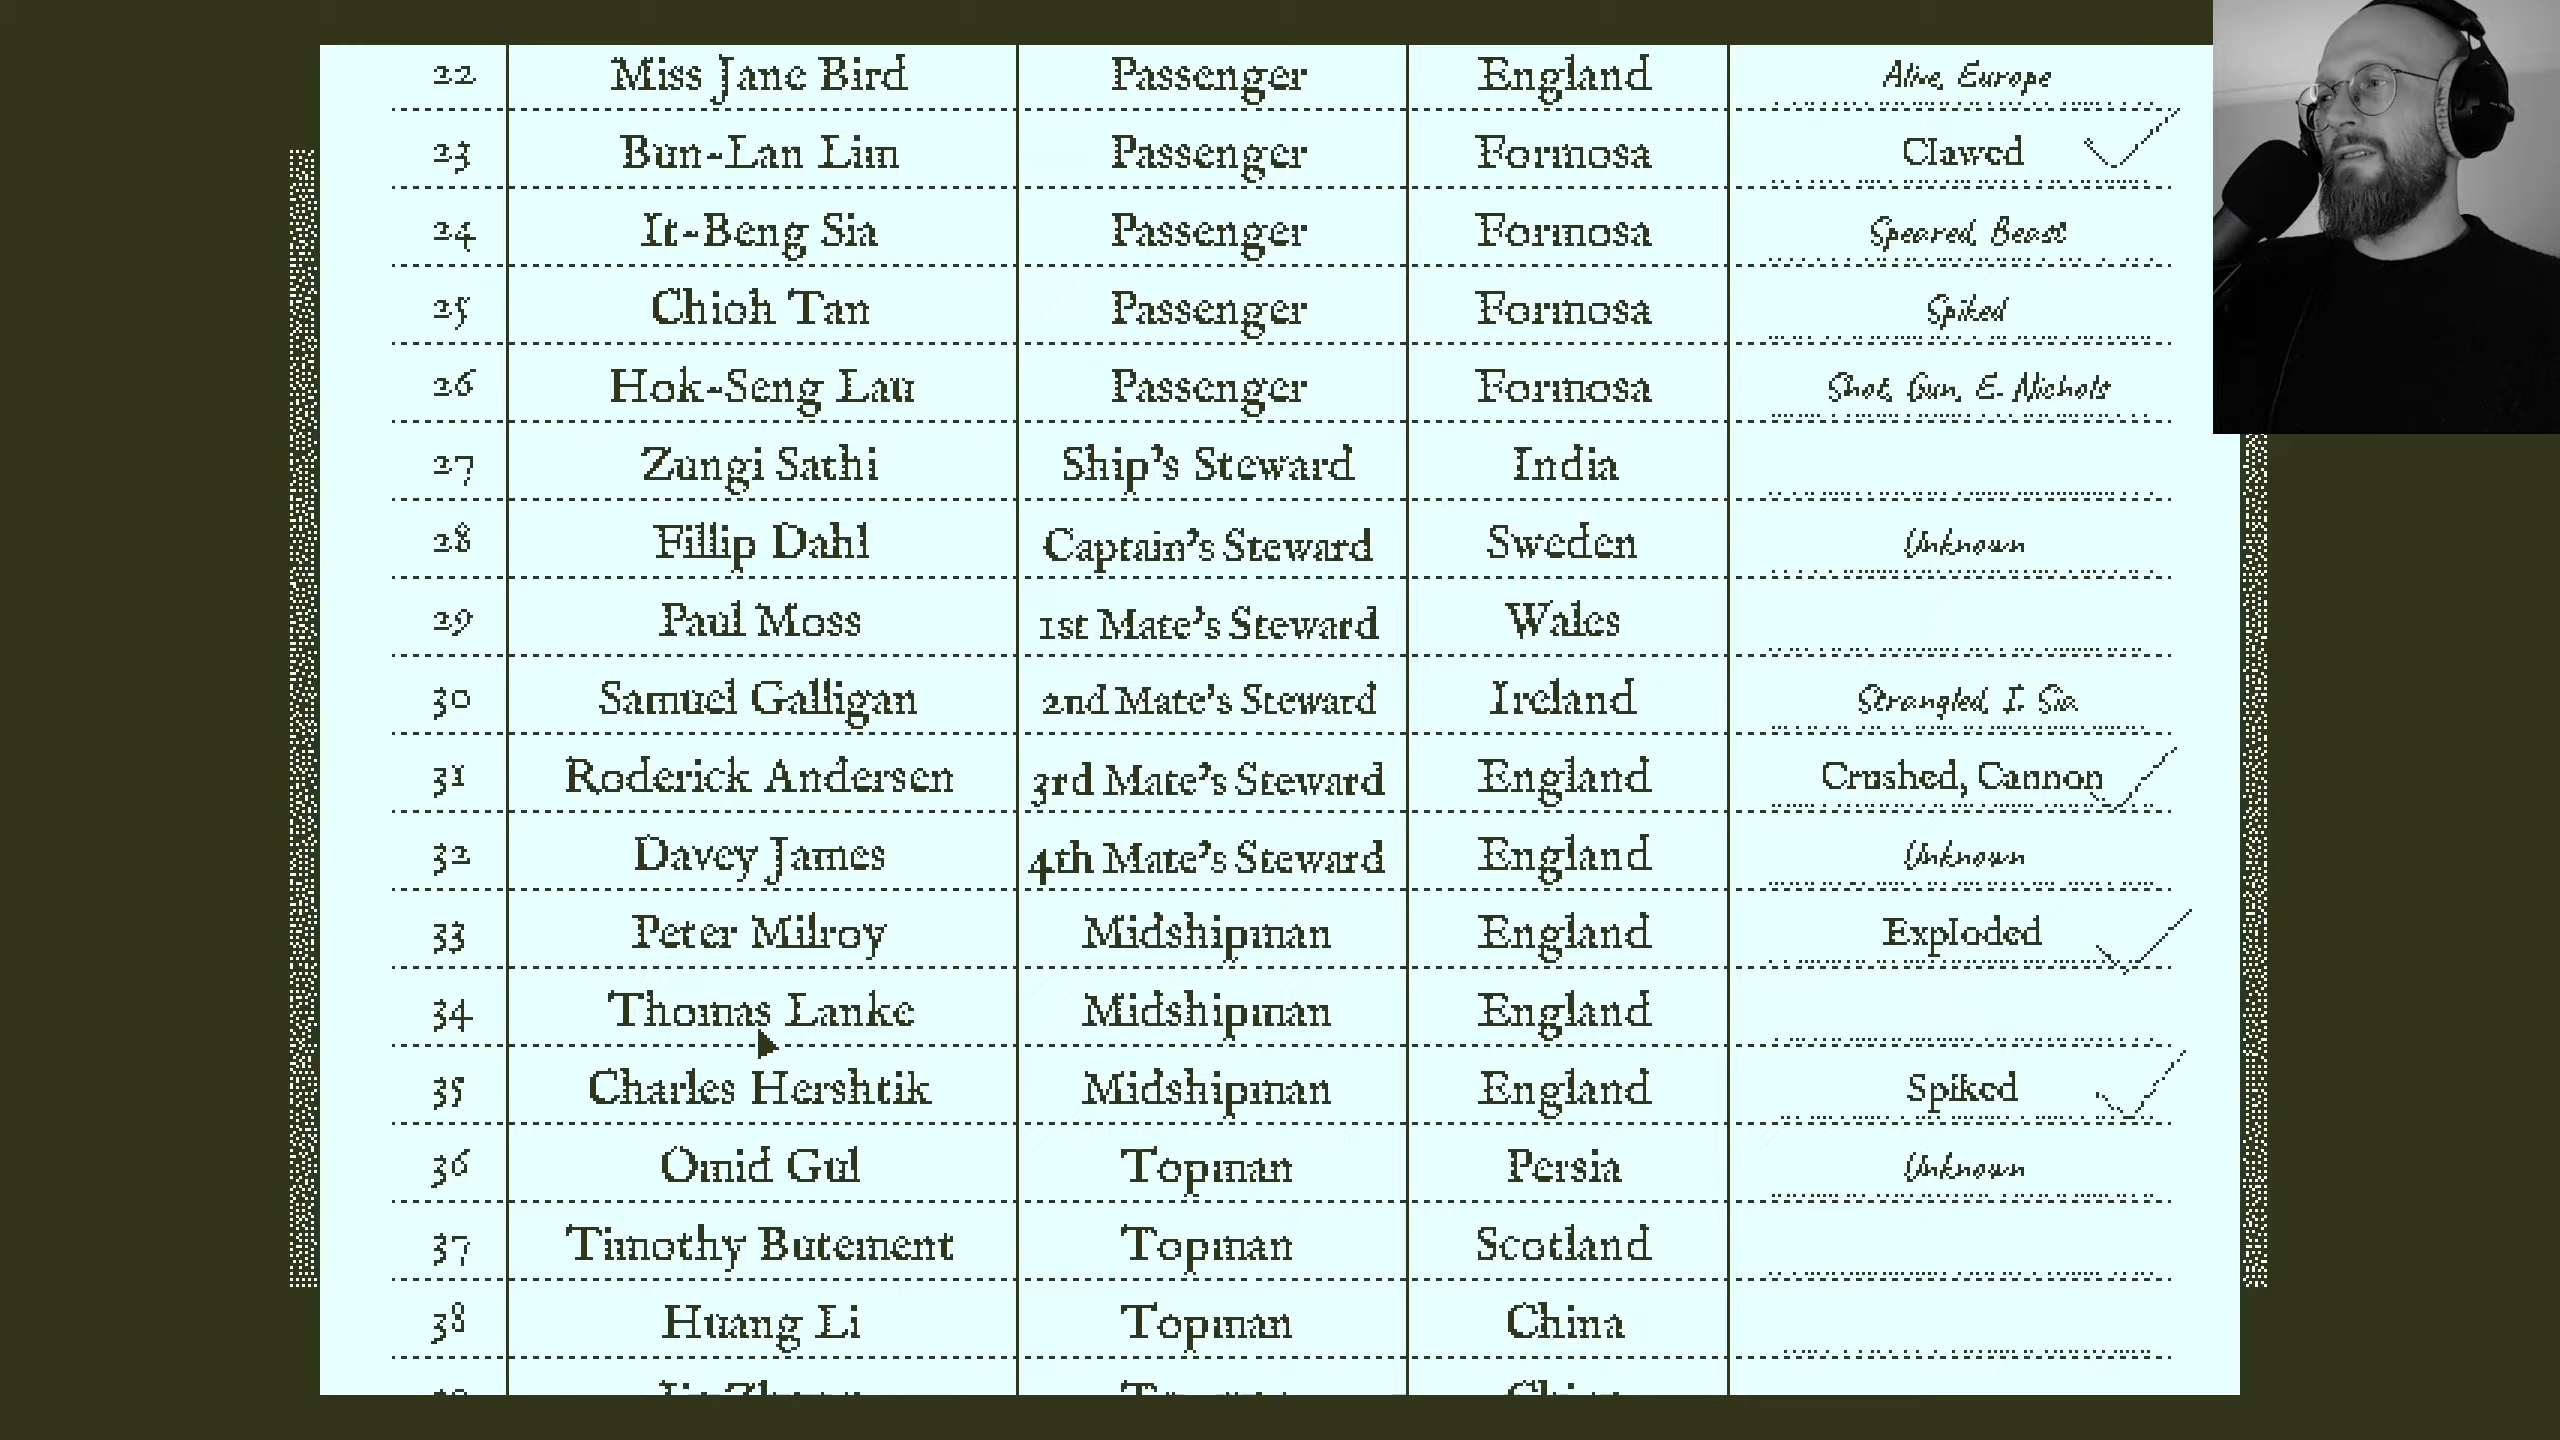 22 Miss Jane Bird Passenger England Alive, Europe
23 Bun-Lan Lim Passenger Formosa Clawed
24 It-Beng Sia Passenger Formosa Speared, Beast
25 Chioh Tan Passenger Formosa Spiked
26 Hok-Seng Lau Passenger Formosa Shot, Gun, E. Nichols
27 Zungi Sathi Ship's Steward India
28 Fillip Dahl Captain's Steward Sweden Unknown
29 Paul Moss 1st Mate's Steward Wales
30 Samuel Galligan 2nd Mate's Steward Ireland Strangled, I. Sia
31 Roderick Andersen 3rd Mate's Steward England Crushed, Cannon
32 Davey James 4th Mate's Steward England Unknown
33 Peter Milroy Midshipman England Exploded
34 Thomas Lanke Midshipman England
35 Charles Hershtik Midshipman England Spiked
36 Omid Gul Topman Persia Unknown
37 Timothy Butement Topman Scotland
38 Huang Li Topman China